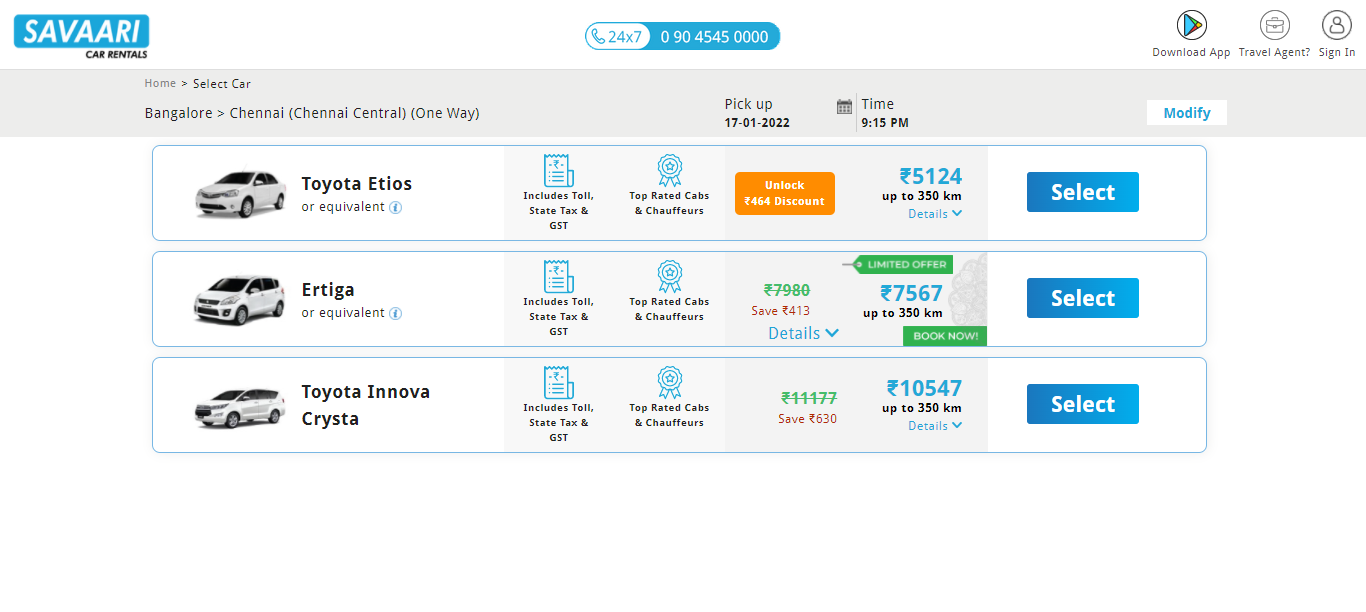 SAVAARI
CAR RENTALS
24x7 0 90 4545 0000
Download App
Travel Agent?
Sign In
Home > Select Car
Bangalore > Chennai (Chennai Central) (One Way)
Pick up
17-01-2022
Time
9:15 PM
Modify
Toyota Etios
or equivalent i
Includes Toll,
State Tax &
GST
Top Rated Cabs
& Chauffeurs
Unlock
₹464 Discount
₹5124
up to 350 km
Details
Select
Ertiga
or equivalent i
Includes Toll,
State Tax &
GST
Top Rated Cabs
& Chauffeurs
₹7980
Save ₹413
Details
LIMITED OFFER
₹7567
up to 350 km
BOOK NOW!
Select
Toyota Innova
Crysta
Includes Toll,
State Tax &
GST
Top Rated Cabs
& Chauffeurs
₹11177
Save ₹630
₹10547
up to 350 km
Details
Select